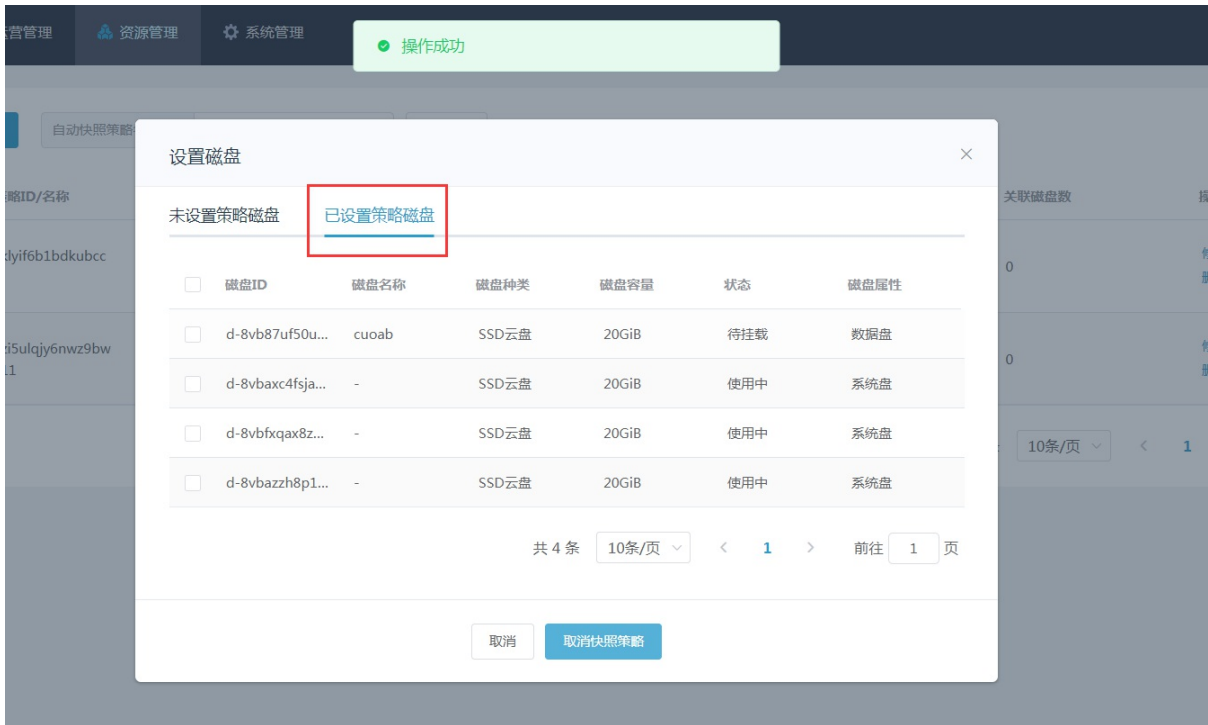 营管理 资源管理 系统管理
操作成功
自动快照策略
设置磁盘
略ID/名称 关联磁盘数
未设置策略磁盘 已设置策略磁盘
lyif6b1bdkubcc 0
磁盘ID 磁盘名称 磁盘种类 磁盘容量 状态 磁盘属性
d-8vb87uf50u... cuoab SSD云盘 20GiB 待挂载 数据盘
zi5ulqjy6nwz9bw
11 0
d-8vbaxc4fsja... - SSD云盘 20GiB 使用中 系统盘
d-8vbfxqax8z... - SSD云盘 20GiB 使用中 系统盘
10条/页 < 1
d-8vbazzh8p1... - SSD云盘 20GiB 使用中 系统盘
共 4 条 10条/页 < 1 > 前往 1 页
取消 取消快照策略